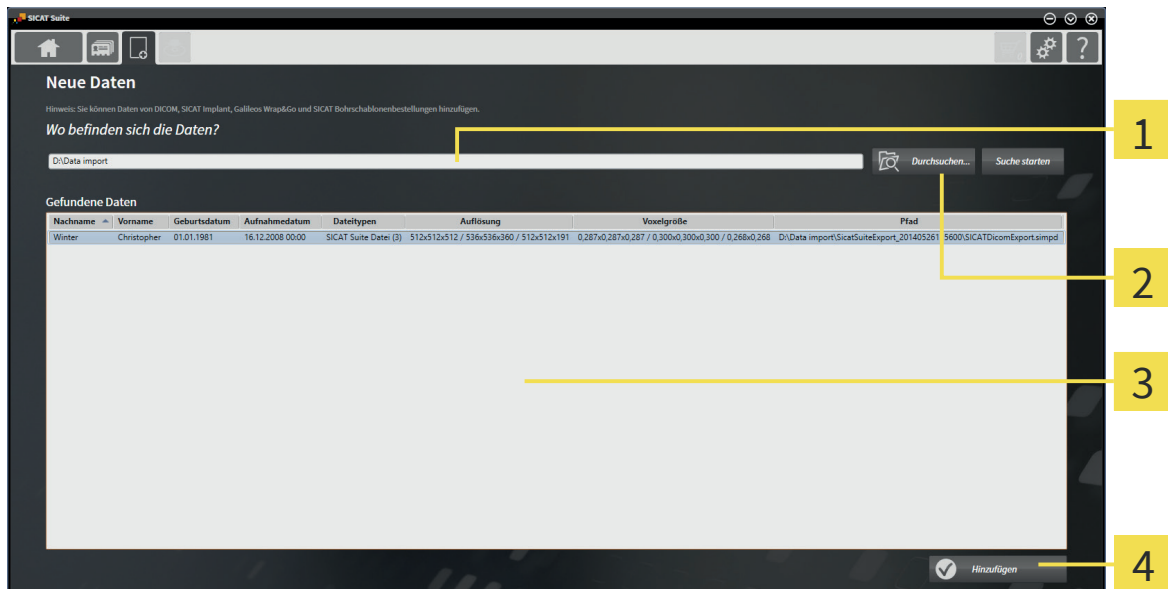 SICAT Suite
?
Neue Daten
Hinweis: Sie können Daten von DICOM, SICAT Implant, Galileos Wrap&Go und SICAT Bohrschablonenbestellungen hinzufügen.
Wo befinden sich die Daten?
1
D:\Data import Durchsuchen... Suche starten
Gefundene Daten
Nachname Vorname Geburtsdatum Aufnahmedatum Dateitypen Auflösung Voxelgröße Pfad
Winter Christopher 01.01.1981 16.12.2008 00:00 SICAT Suite Datei (3) 512x512x512 / 536x536x360 / 512x512x191 0,287x0,287x0,287 / 0,300x0,300x0,300 / 0,268x0,268 D:\Data import\
2
3
Hinzufügen
4